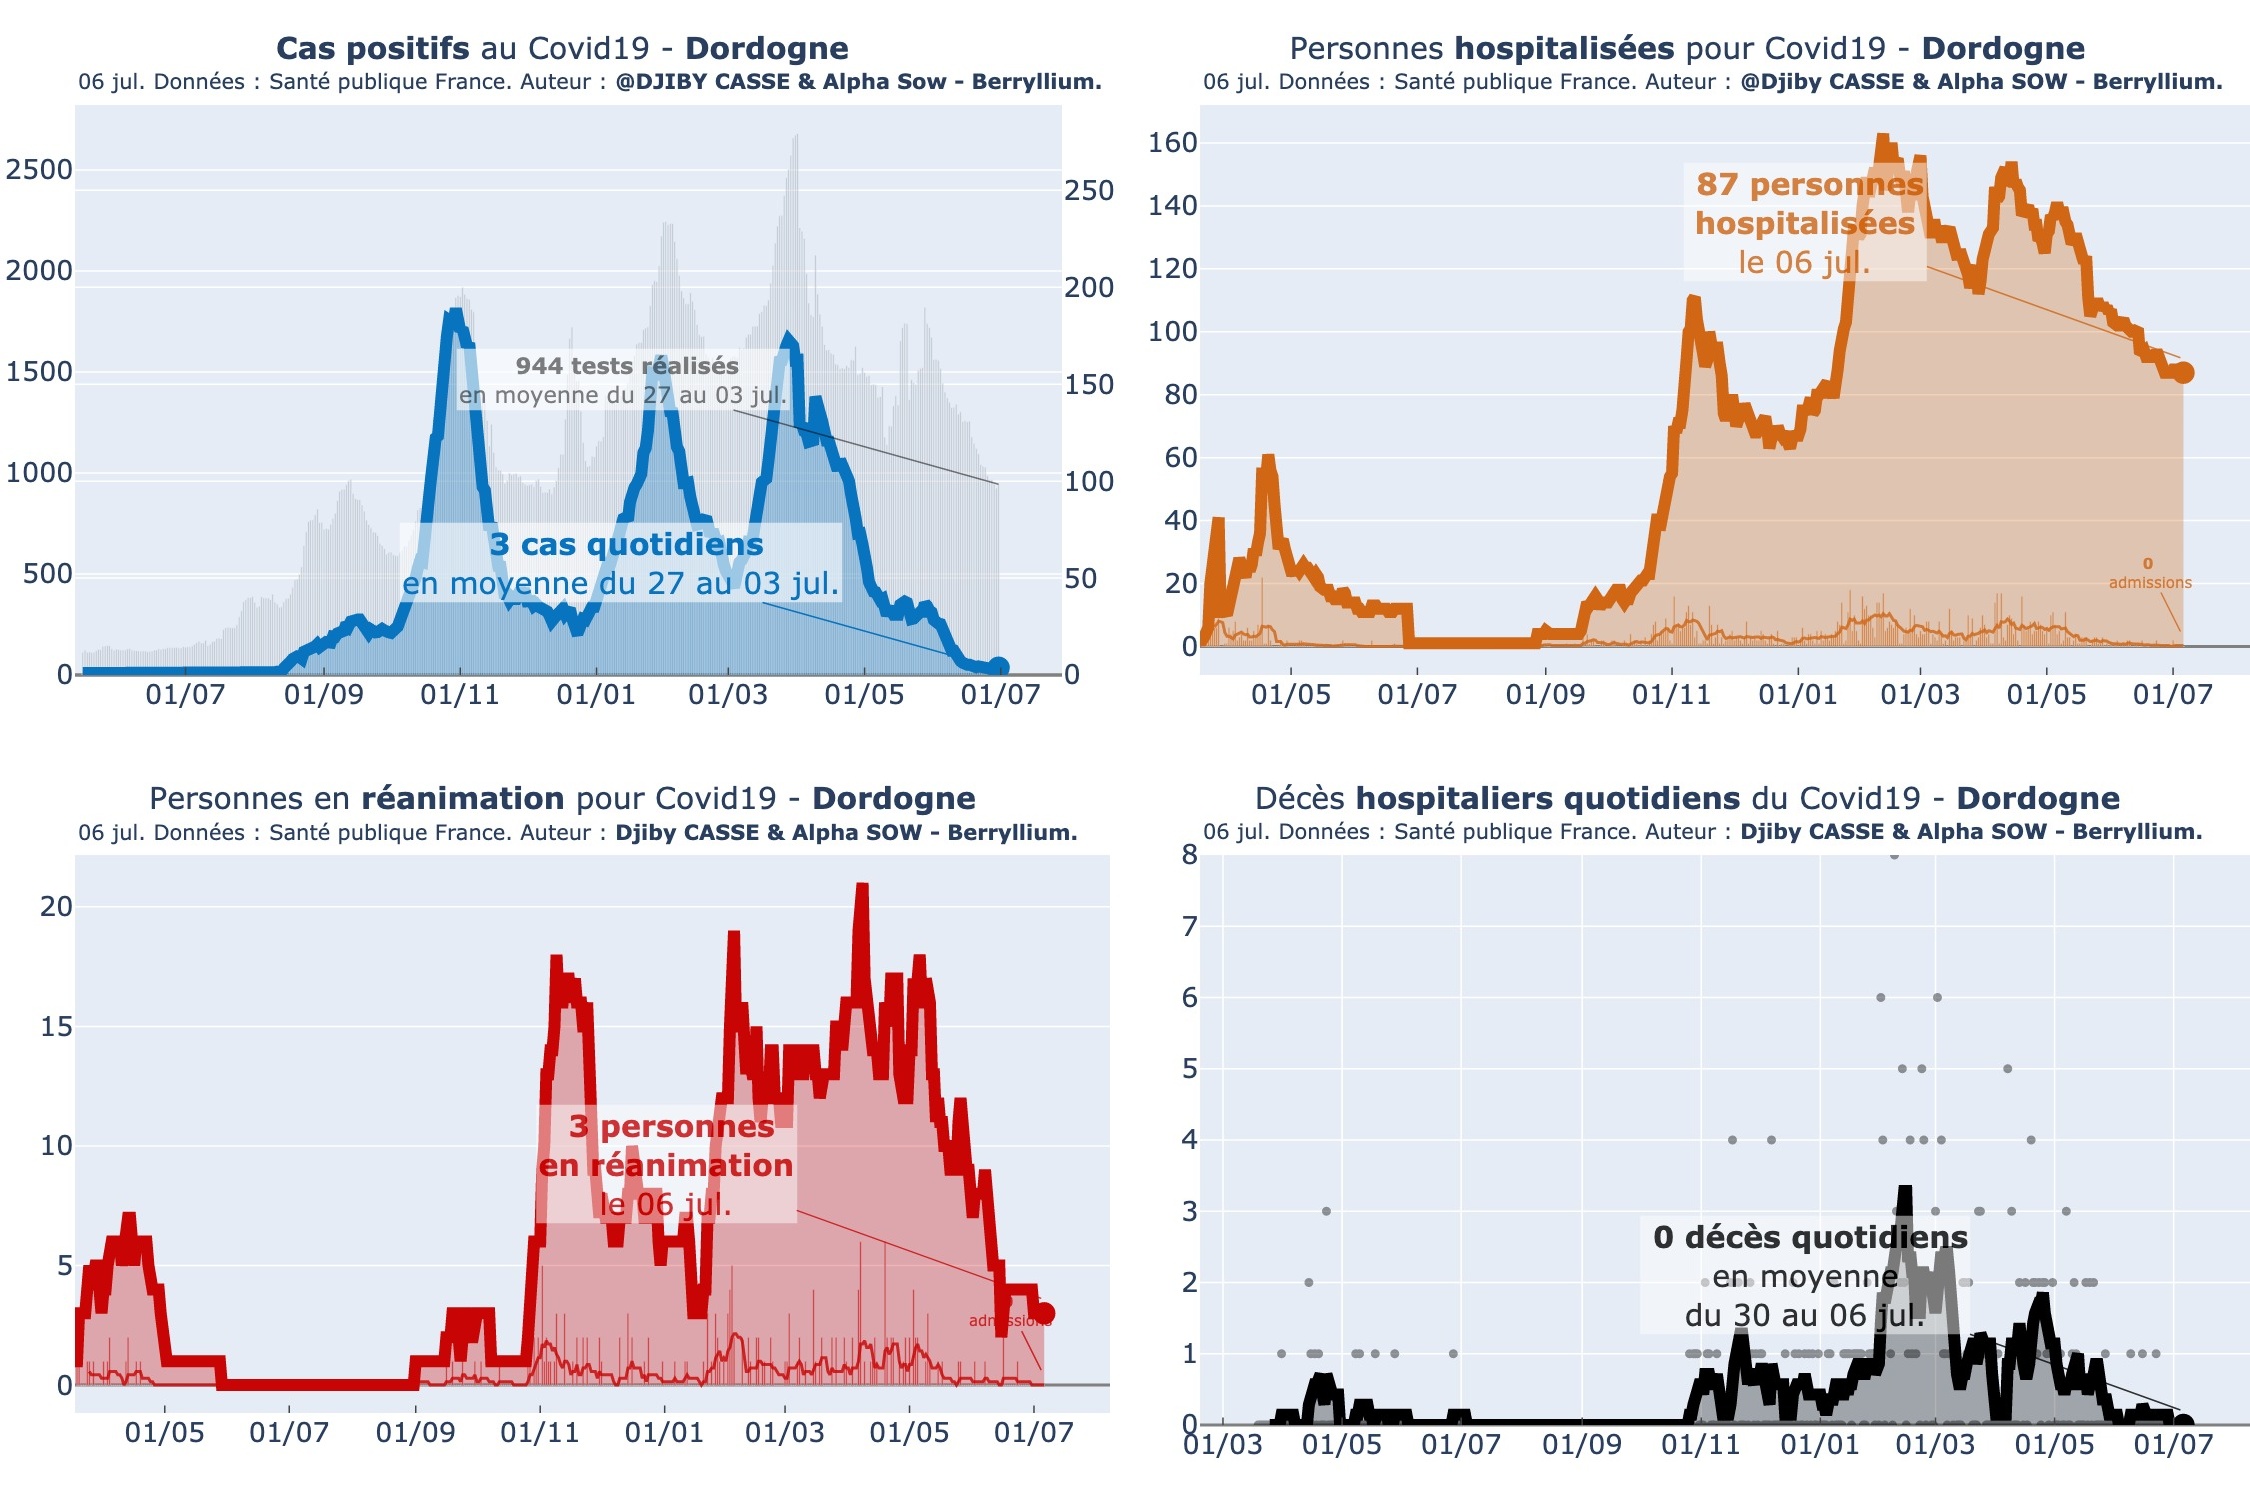 Cas positifs au Covid19 - Dordogne
06 jul. Données : Santé publique France. Auteur : @DJIBY CASSE & Alpha Sow - Berryllium.
2500
2000
1500
1000
500
0
250
200
150
100
50
0
944 tests réalisés
en moyenne du 27 au 03 jul.
3 cas quotidiens
en moyenne du 27 au 03 jul.
01/07 01/09 01/11 01/01 01/03 01/05 01/07
Personnes hospitalisées pour Covid19 - Dordogne
06 jul. Données : Santé publique France. Auteur : @Djiby CASSE & Alpha SOW - Berryllium.
160
140
120
100
80
60
40
20
0
87 personnes
hospitalisées
le 06 jul.
0
admissions
01/05 01/07 01/09 01/11 01/01 01/03 01/05 01/07
Personnes en réanimation pour Covid19 - Dordogne
06 jul. Données : Santé publique France. Auteur : Djiby CASSE & Alpha SOW - Berryllium.
20
15
10
5
0
3 personnes
en réanimation
le 06 jul.
admissions
01/05 01/07 01/09 01/11 01/01 01/03 01/05 01/07
Décès hospitaliers quotidiens du Covid19 - Dordogne
06 jul. Données : Santé publique France. Auteur : Djiby CASSE & Alpha SOW - Berryllium.
8
7
6
5
4
3
2
1
0
0 décès quotidiens
en moyenne
du 30 au 06 jul.
01/03 01/05 01/07 01/09 01/11 01/01 01/03 01/05 01/07